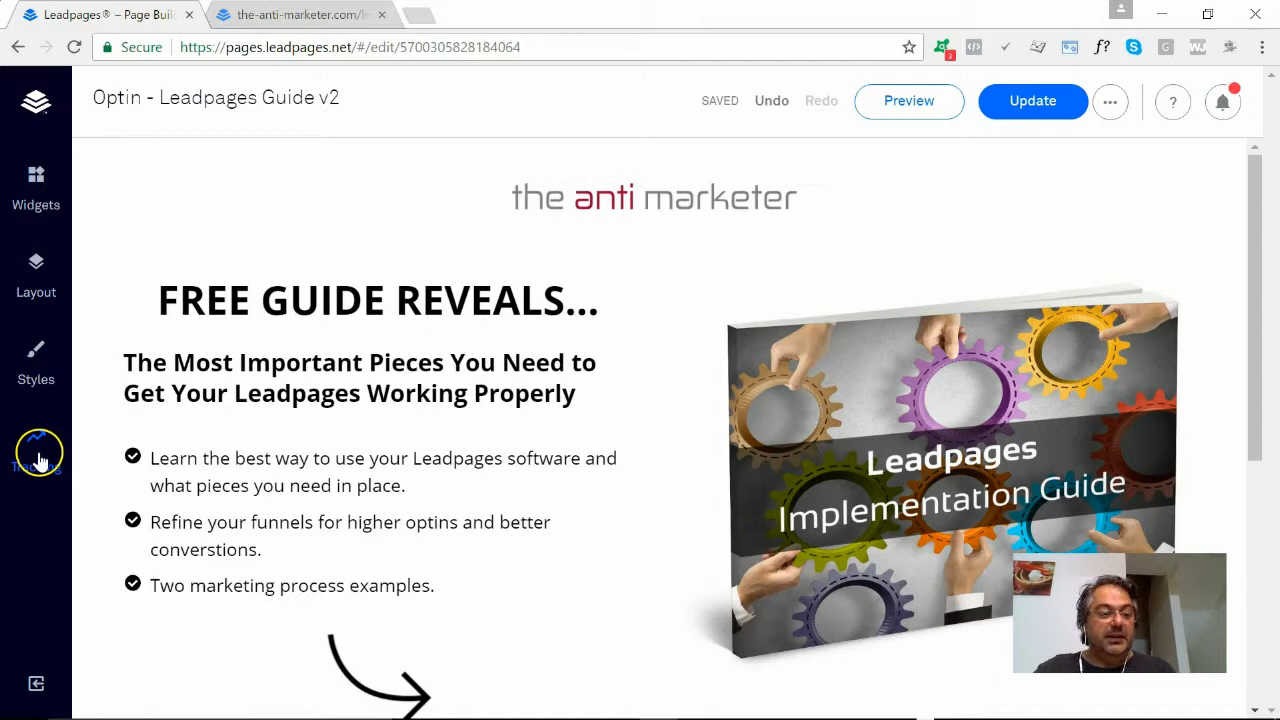 Leadpages® – Page Buil
the-anti-marketer.com/le
Secure
https://pages.leadpages.net/#/edit/5700305828184064
3
Optin - Leadpages Guide v2
SAVED
Undo
Redo
Preview
Update
?
Widgets
Layout
Styles
Tracking
the anti marketer
FREE GUIDE REVEALS...
The Most Important Pieces You Need to
Get Your Leadpages Working Properly
Learn the best way to use your Leadpages software and
what pieces you need in place.
Refine your funnels for higher optins and better
converstions.
Two marketing process examples.
Leadpages
Implementation Guide